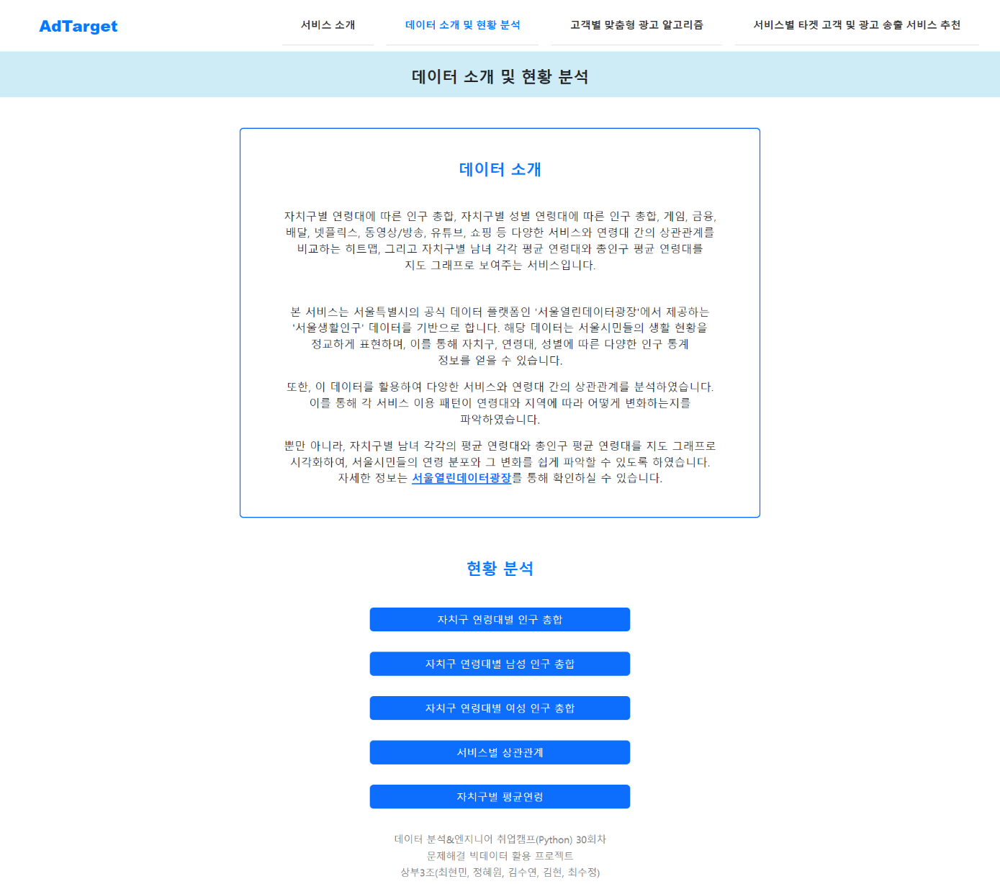 AdTarget
서비스 소개
데이터 소개 및 현황 분석
고객별 맞춤형 광고 알고리즘
서비스별 타겟 고객 및 광고 송출 서비스 추천
데이터 소개 및 현황 분석
데이터 소개
자치구별 연령대에 따른 인구 총합, 자치구별 성별 연령대에 따른 인구 총합, 게임, 금융,
배달, 넷플릭스, 동영상/방송, 유튜브, 쇼핑 등 다양한 서비스와 연령대 간의 상관관계를
비교하는 히트맵, 그리고 자치구별 남녀 각각 평균 연령대와 총인구 평균 연령대를
지도 그래프로 보여주는 서비스입니다.
본 서비스는 서울특별시의 공식 데이터 플랫폼인 '서울열린데이터광장'에서 제공하는
'서울생활인구' 데이터를 기반으로 합니다. 해당 데이터는 서울시민들의 생활 현황을
정교하게 표현하며, 이를 통해 자치구, 연령대, 성별에 따른 다양한 인구 통계
정보를 얻을 수 있습니다.
또한, 이 데이터를 활용하여 다양한 서비스와 연령대 간의 상관관계를 분석하였습니다.
이를 통해 각 서비스 이용 패턴이 연령대와 지역에 따라 어떻게 변화하는지를
파악하였습니다.
뿐만 아니라, 자치구별 남녀 각각의 평균 연령대와 총인구 평균 연령대를 지도 그래프로
시각화하여, 서울시민들의 연령 분포와 그 변화를 쉽게 파악할 수 있도록 하였습니다.
자세한 정보는 서울열린데이터광장를 통해 확인하실 수 있습니다.
현황 분석
자치구 연령대별 인구 총합
자치구 연령대별 남성 인구 총합
자치구 연령대별 여성 인구 총합
서비스별 상관관계
자치구별 평균연령
데이터 분석&엔지니어 취업캠프(Python) 30회차
문제해결 빅데이터 활용 프로젝트
상부3조(최현민, 정혜원, 김수연, 김현, 최수정)